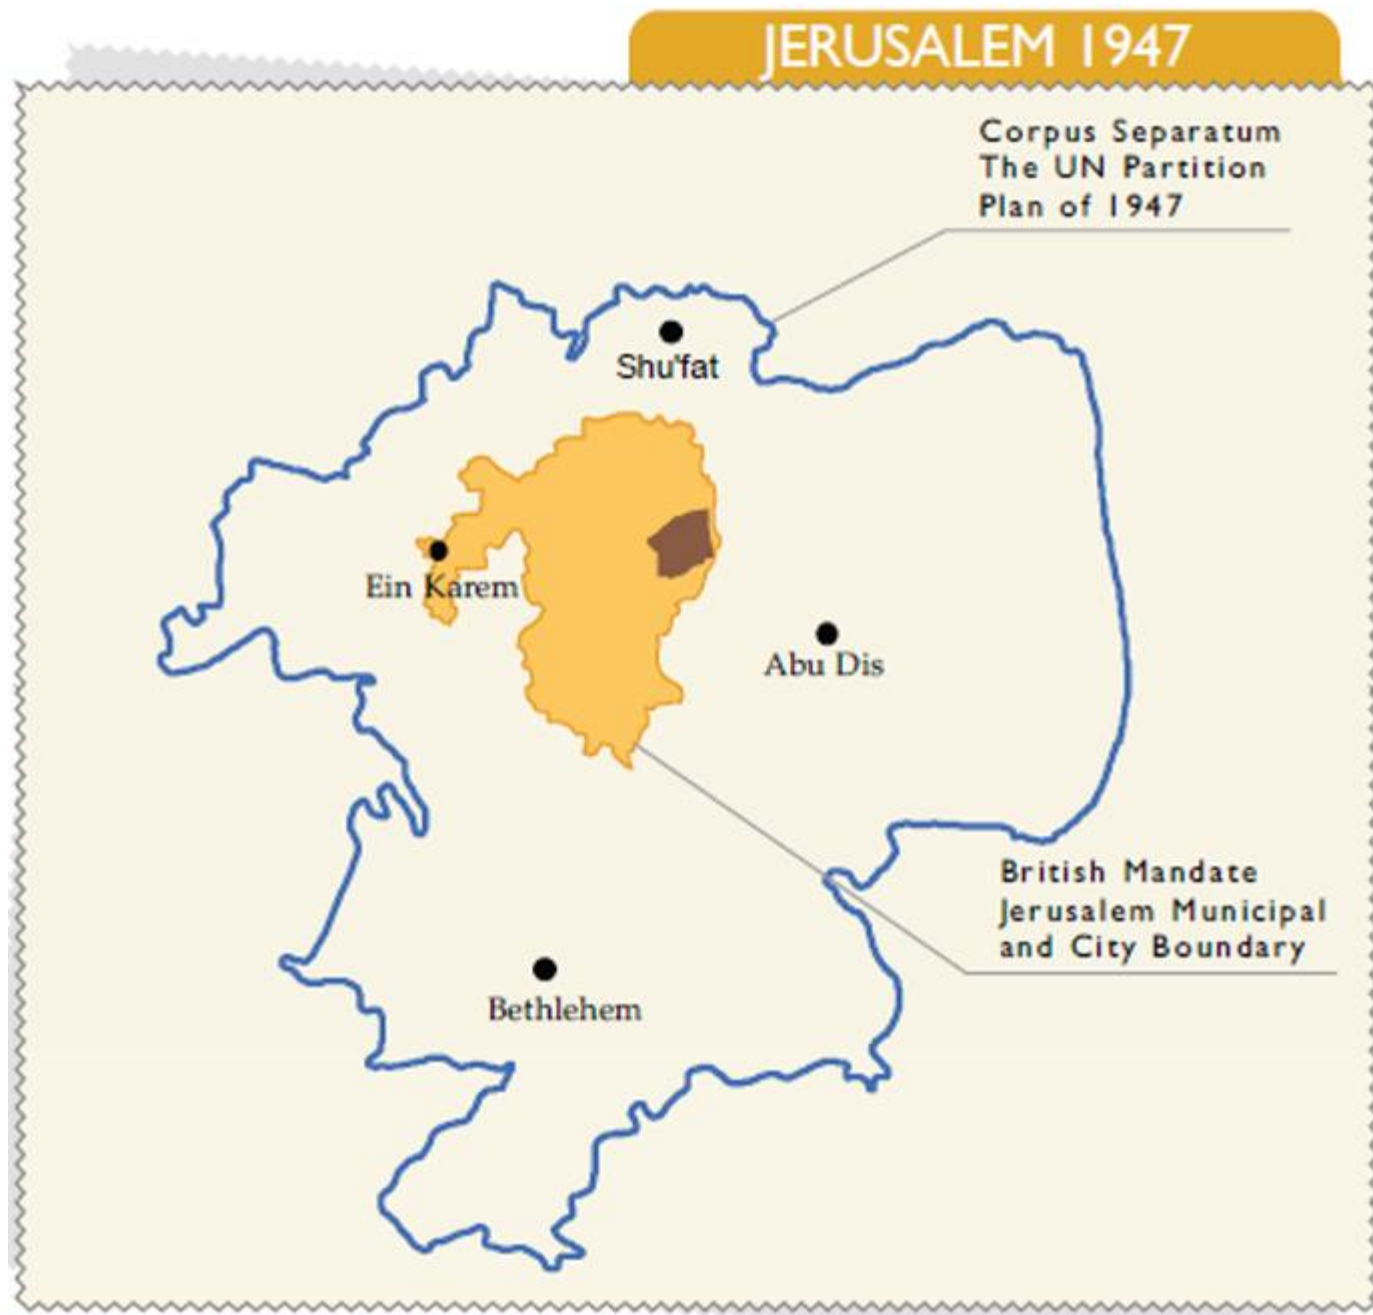 JERUSALEM 1947
Corpus Separatum
The UN Partition
Plan of 1947
Shu'fat
Ein Karem
Abu Dis
British Mandate
Jerusalem Municipal
and City Boundary
Bethlehem